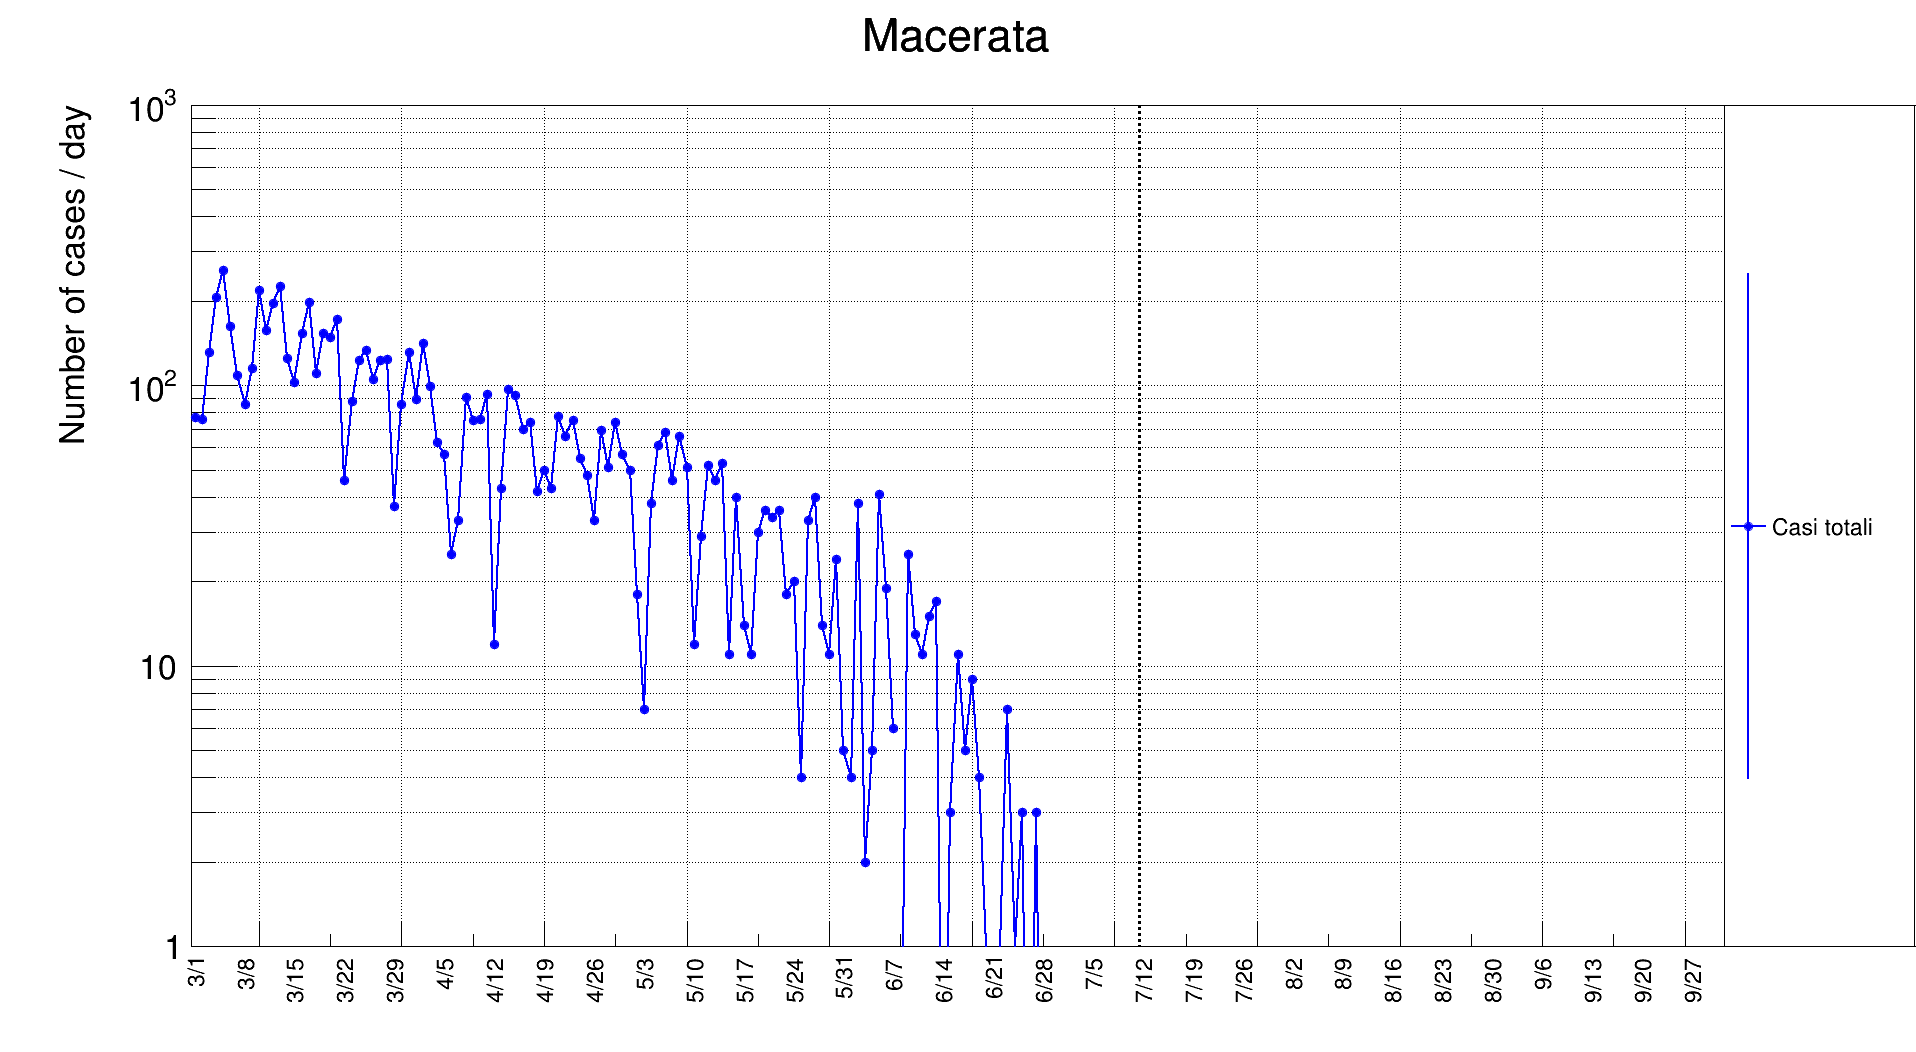 Macerata
Number of cases / day
10³
10²
10
1
3/1 3/8 3/15 3/22 3/29 4/5 4/12 4/19 4/26 5/3 5/10 5/17 5/24 5/31 6/7 6/14 6/21 6/28 7/5 7/12 7/19 7/26 8/2 8/9 8/16 8/23 8/30 9/6 9/13 9/20 9/27
Casi totali